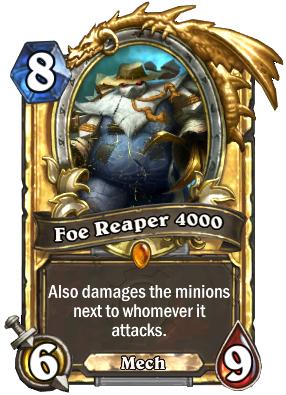 8
Foe Reaper 4000
Also damages the minions
next to whomever it
attacks.
6
Mech
9